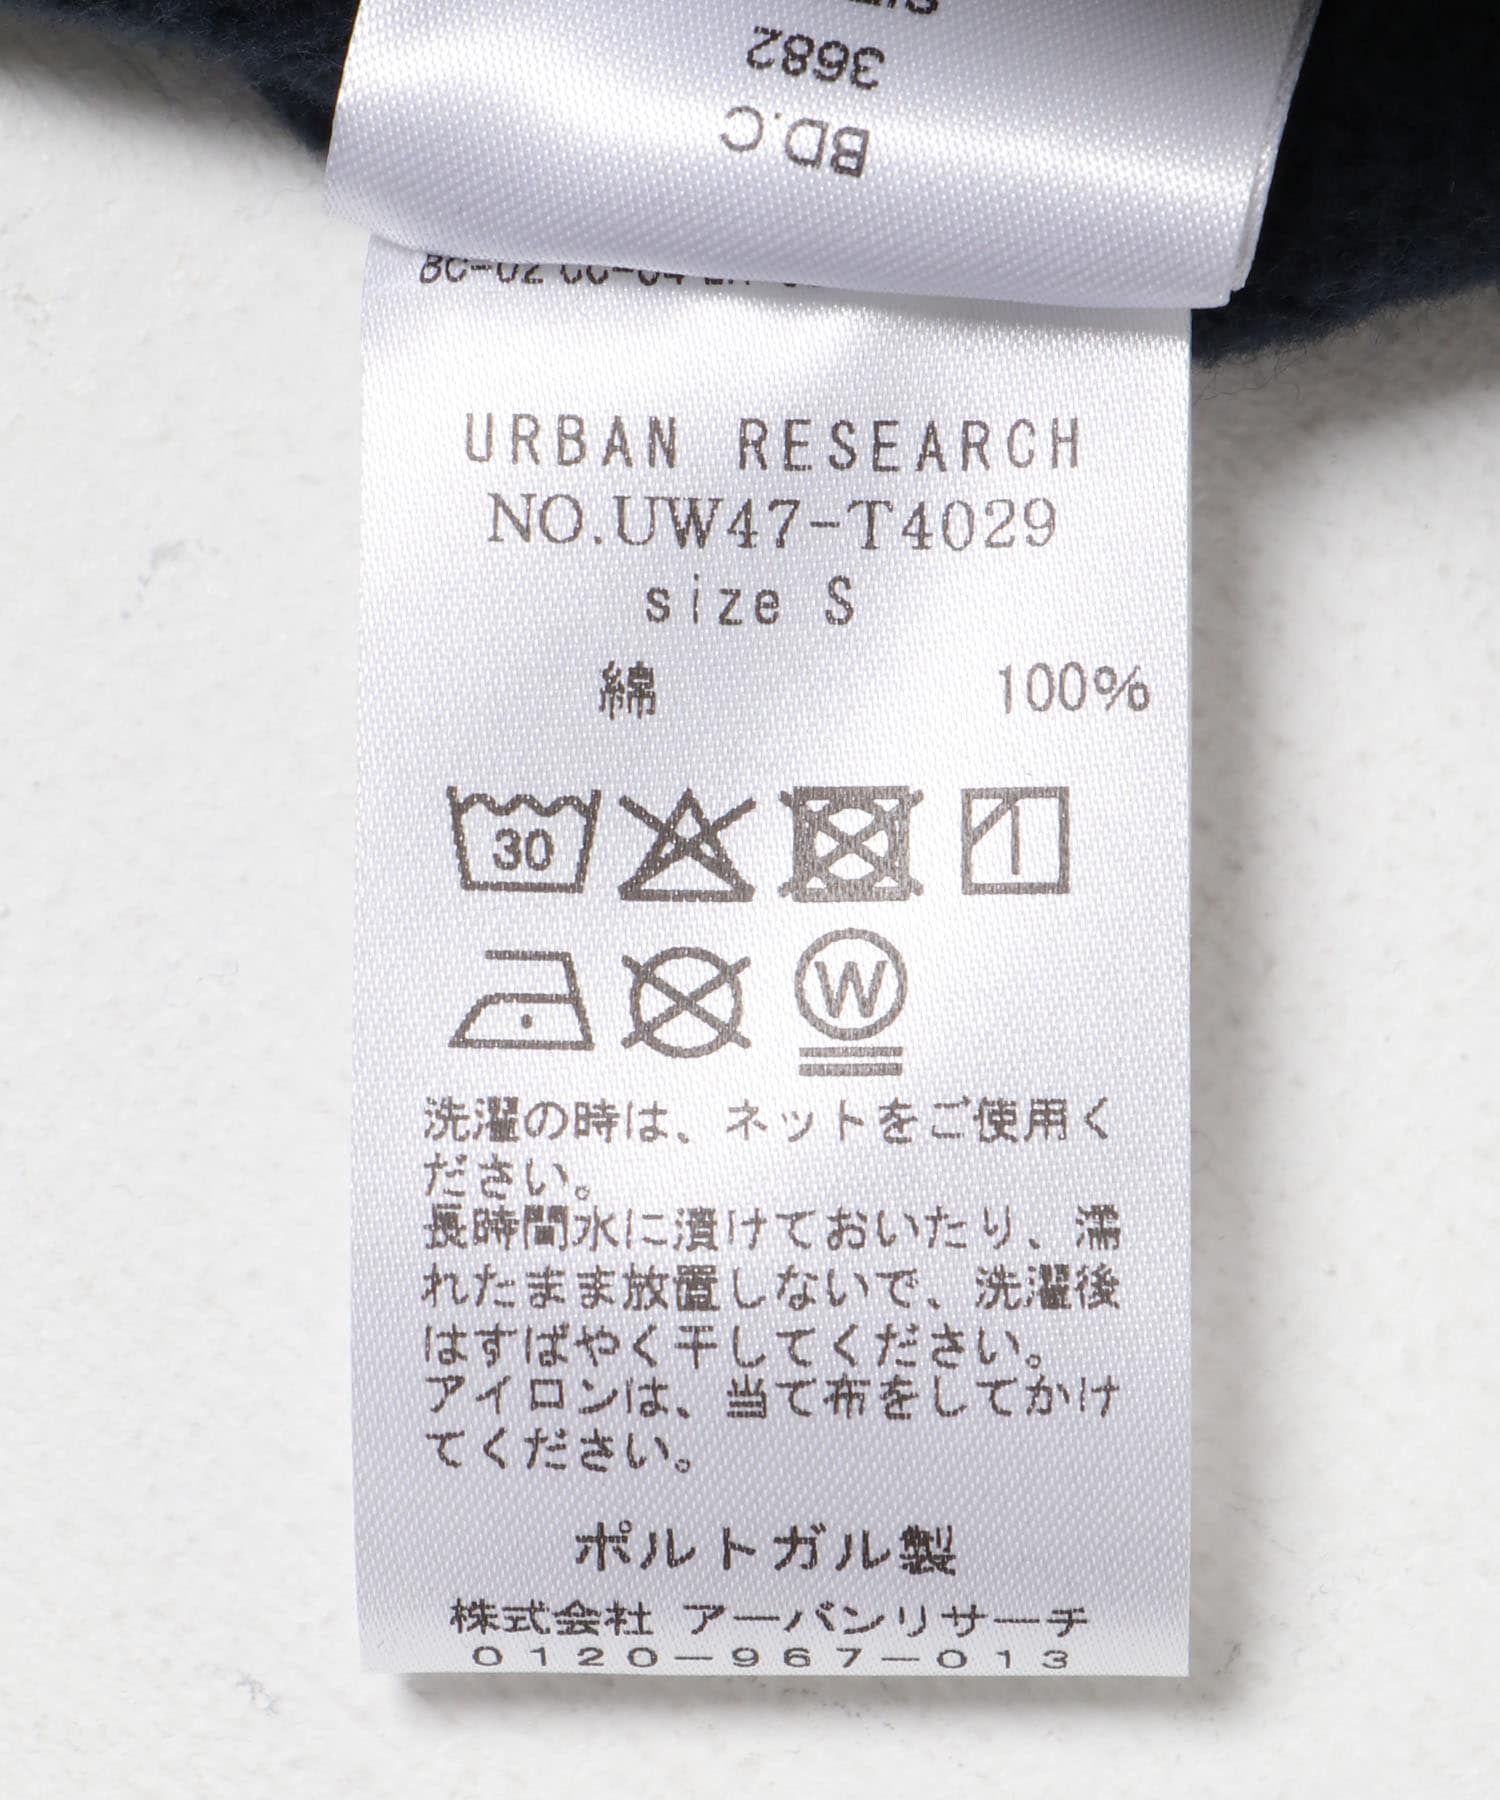 3682
BD.C
URBAN RESEARCH
NO.UW47-T4029
size S
綿 100%
30
W
洗濯の時は、ネットをご使用く
ださい。
長時間水に漬けておいたり、濡
れたまま放置しないで、洗濯後
はすばやく干してください。
アイロンは、当て布をしてかけ
てください。
ポルトガル製
株式会社 アーバンリサーチ
0120-967-013